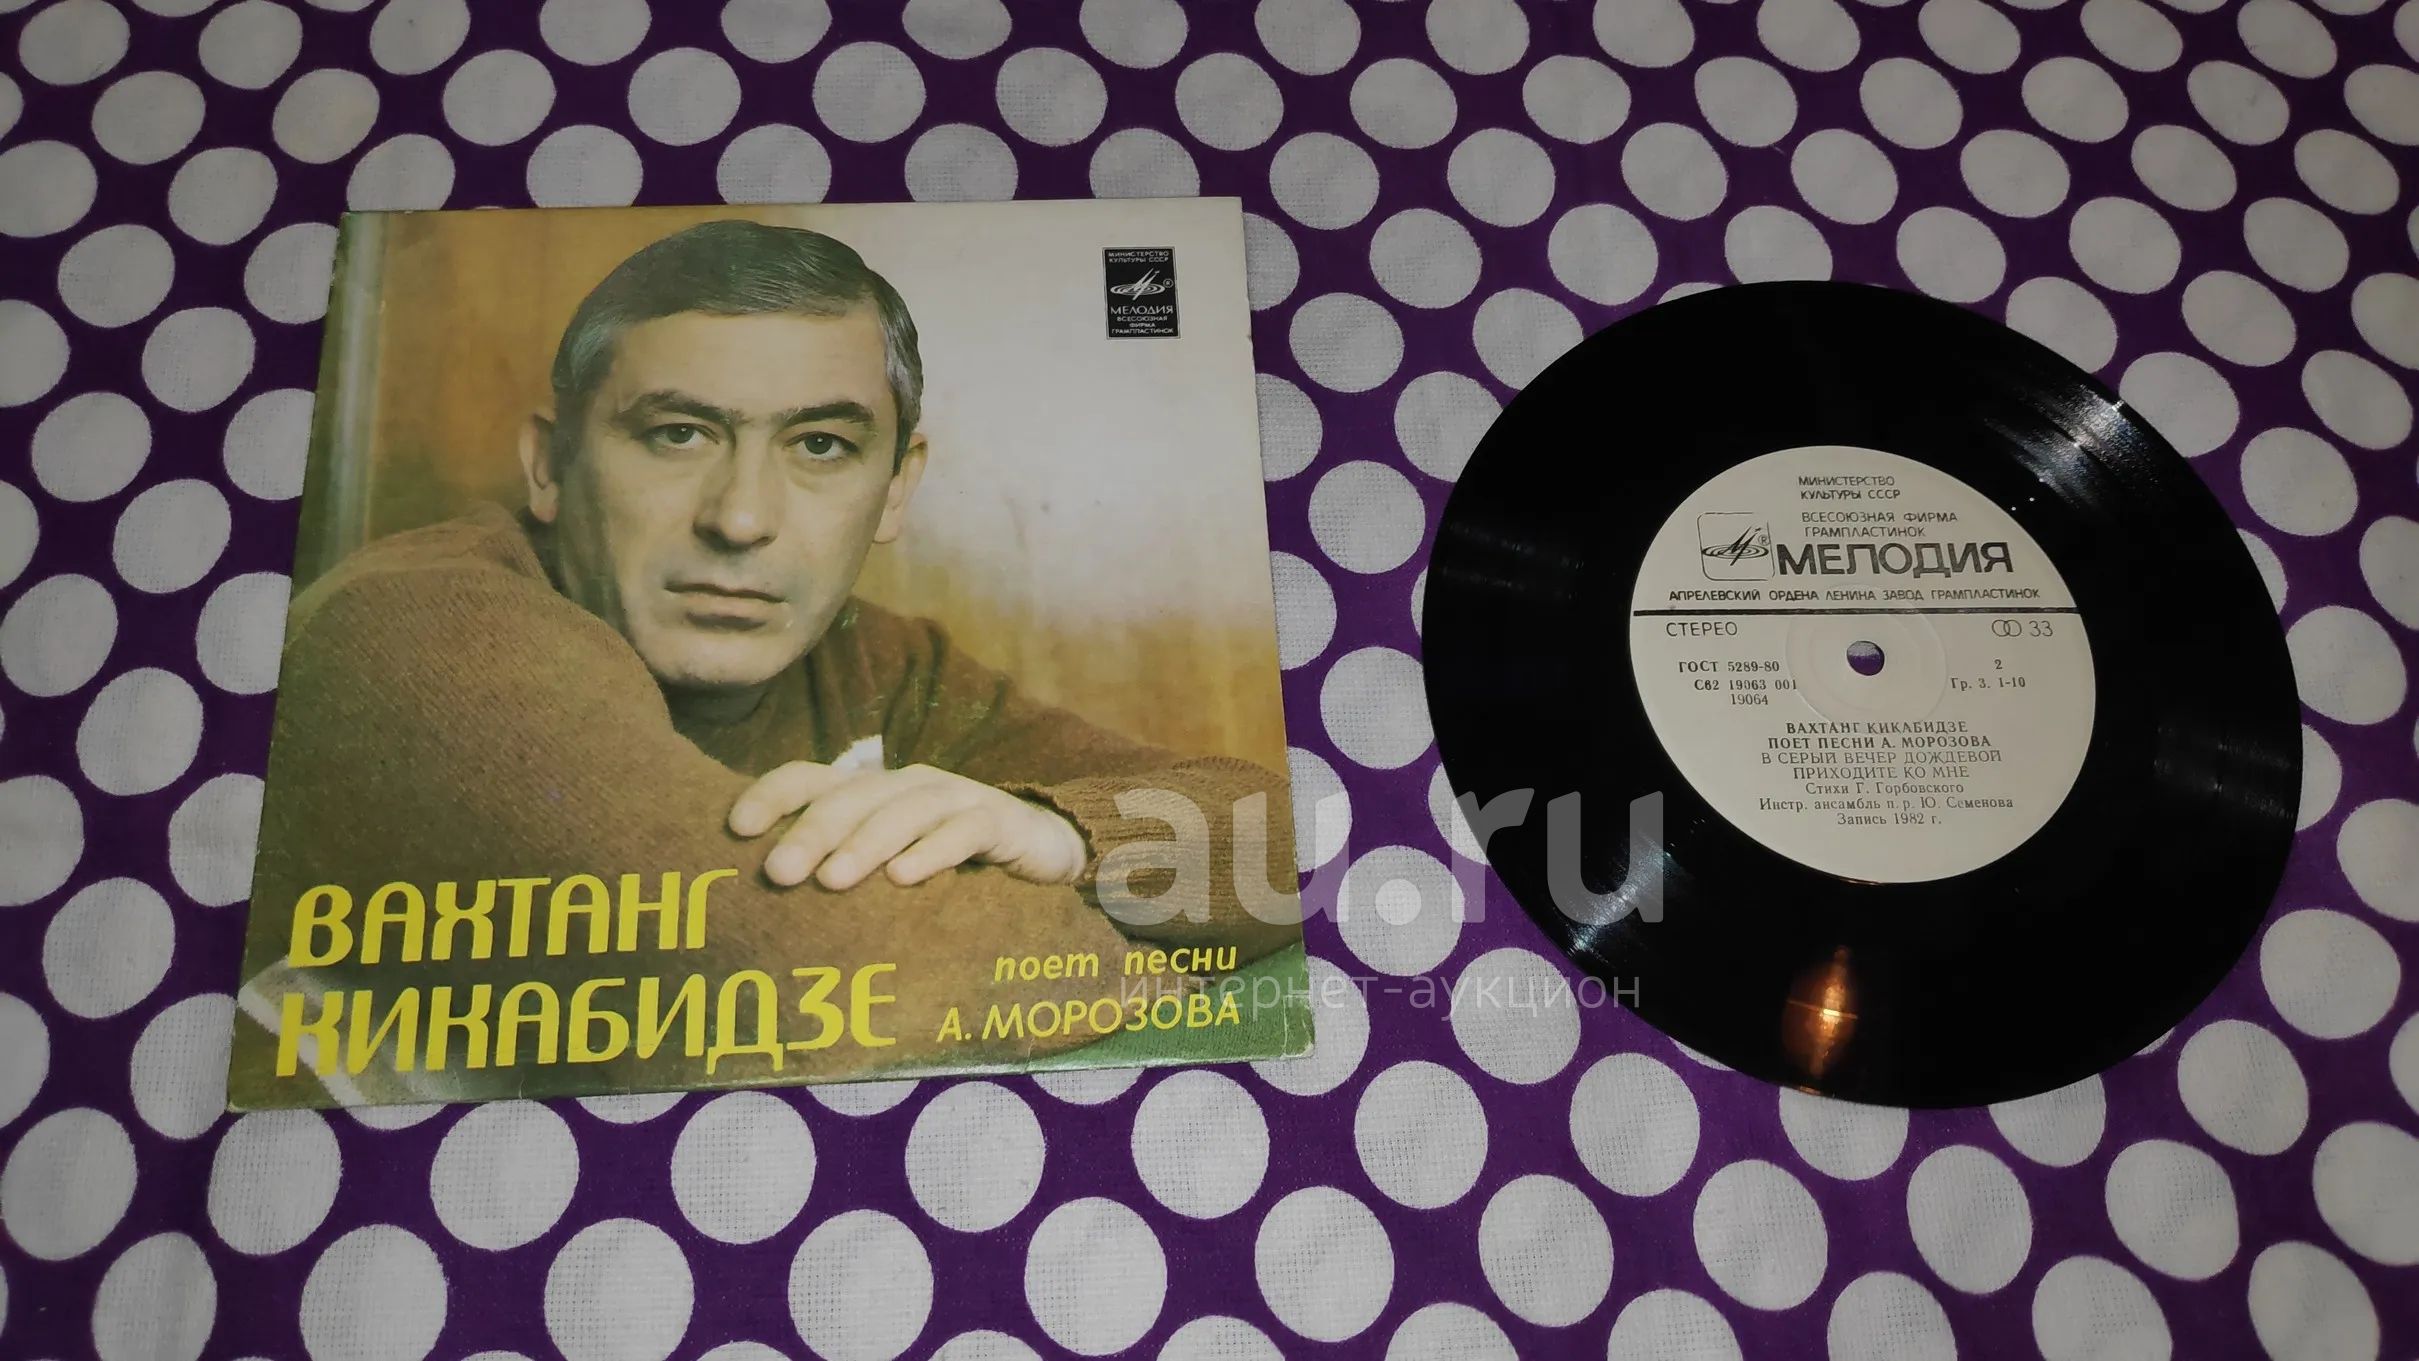 МИНИСТЕРСТВО
КУЛЬТУРЫ СССР
МЕЛОДИЯ
ВСЕСОЮЗНАЯ
ФИРМА
ГРАМПЛАСТИНОК
ВАХТАНГ
КИКАБИДЗЕ
поет песни
А. МОРОЗОВА
МИНИСТЕРСТВО
КУЛЬТУРЫ СССР
ВСЕСОЮЗНАЯ ФИРМА
ГРАМПЛАСТИНОК
МЕЛОДИЯ
АПРЕЛЕВСКИЙ ОРДЕНА ЛЕНИНА ЗАВОД ГРАМПЛАСТИНОК
СТЕРЕО 33
ГОСТ 5289-80 2
С62 19063 001 Гр. 3. 1-10
19064
ВАХТАНГ КИКАБИДЗЕ
ПОЕТ ПЕСНИ А. МОРОЗОВА
В СЕРЫЙ ВЕЧЕР ДОЖДЕВОЙ
ПРИХОДИТЕ КО МНЕ
Стихи Г. Горбовского
Инстр. ансамбль п. р. Ю. Семенова
Запись 1982 г.
au.ru
интернет-аукцион